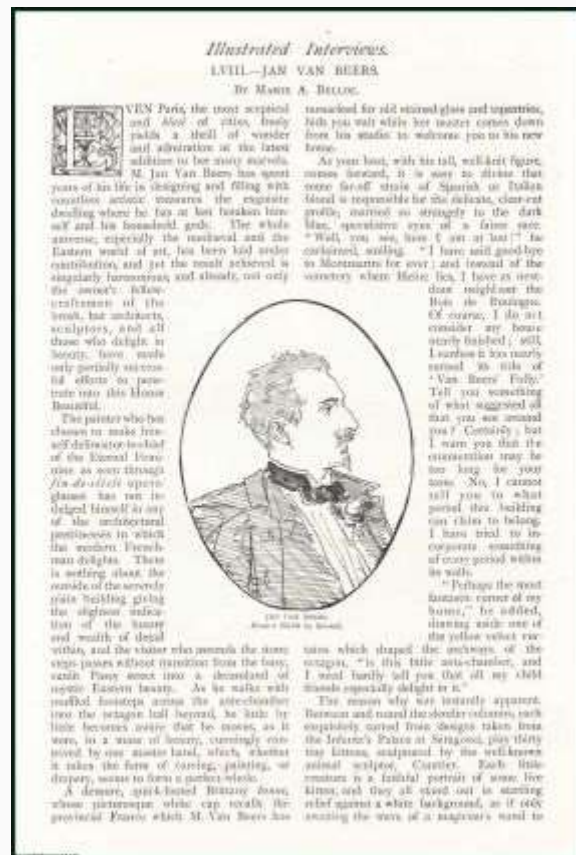 Illustrated Interviews.
LVIII.—JAN VAN BEERS.
BY MARIE A. BELLOC.
EVEN Paris, the most sceptical
and blasé of cities, freely
yields a thrill of wonder
and admiration at the latest
addition to her many marvels.
M. Jan Van Beers has spent
years of his life in designing and filling with
countless artistic treasures the exquisite
dwelling where he has at last betaken him-
self and his household gods. The whole
universe, especially the mediæval and the
Eastern world of art, has been laid under
contribution, and yet the result achieved is
singularly harmonious, and already, not only
the owner's fellow-
craftsmen of the
brush, but architects,
sculptors, and all
those who delight in
beauty, have made
only partially success-
ful efforts to pene-
trate into this House
Beautiful.
The painter who has
chosen to make him-
self delineator-in-chief
of the Eternal Femi-
nine as seen through
fin-de-siècle opera-
glasses has not in-
dulged himself in any
of the architectural
prettinesses in which
the modern French-
man delights. There
is nothing about the
outside of the severely
plain building giving
the slightest indica-
tion of the luxury
and wealth of detail
within, and the visitor who ascends the stone
steps passes without transition from the busy,
sunlit Passy street into a dreamland of
mystic Eastern beauty. As he walks with
muffled footsteps across the antechamber
into the octagon hall beyond, he little by
little becomes aware that he moves, as it
were, in a maze of beauty, cunningly con-
trived by one master hand, which, whether
it takes the form of carving, painting, or
drapery, seems to form a perfect whole.
A demure, quick-footed Brittany bonne,
whose picturesque white cap recalls the
provincial France which M. Van Beers has
ransacked for old stained-glass and tapestries,
bids you wait while her master comes down
from his studio to welcome you to his new
home.
As your host, with his tall, well-knit figure,
comes forward, it is easy to divine that
some far-off strain of Spanish or Italian
blood is responsible for the delicate, clear-cut
profile, married so strangely to the dark
blue, speculative eyes of a fairer race.
"Well, you see, here I am at last!" he
exclaimed, smiling. "I have said good-bye
to Montmartre for ever; and instead of the
cemetery where Heine lies, I have as next-
door neighbour the
Bois de Boulogne.
Of course, I do not
consider my house
nearly finished; still,
I confess it has nearly
earned its title of
'Van Beers' Folly.'
Tell you something
of what suggested all
that you see around
you? Certainly; but
I warn you that the
enumeration may be
too long for your
taste. No, I cannot
tell you to what
period this building
can claim to belong.
I have tried to in-
corporate something
of every period within
its walls.
"Perhaps the most
fantastic corner of my
home," he added,
drawing aside one of
the yellow velvet cur-
tains which draped the archways of the
octagon, "is this little ante-chamber, and
I need hardly tell you that all my child
friends especially delight in it."
The reason why was instantly apparent.
Between and round the slender columns, each
exquisitely carved from designs taken from
the Infanta's Palace at Saragossa, play thirty
tiny kittens, sculptured by the well-known
animal sculptor,
Each little
creature is a faithful portrait of some live
kitten, and they all stand out in startling
relief against a white background, as if only
awaiting the wave of a magician's wand to
JAN VAN BEERS.